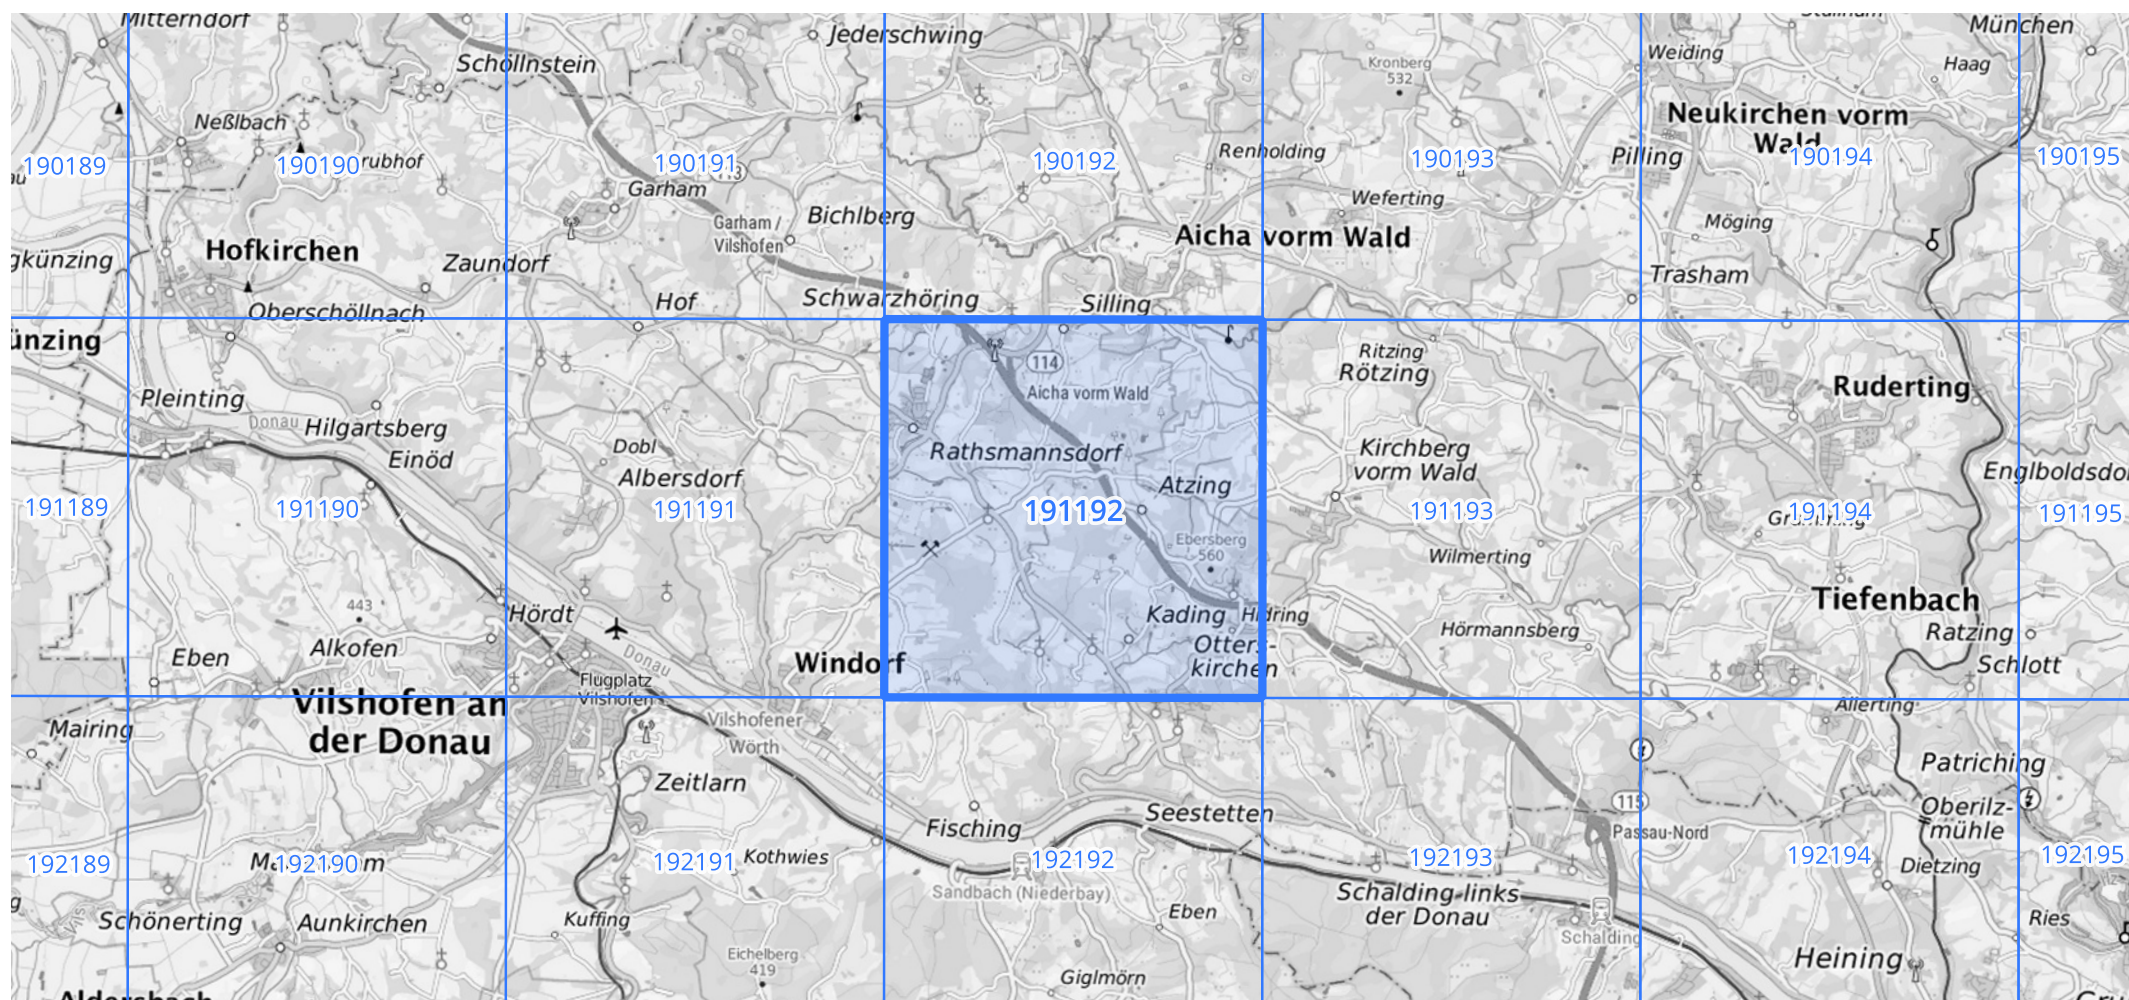 Mitterndorf
Jederschwing
München
Schöllnstein
Kronberg
532
Weiding
Haag
Neukirchen vorm
Wald
Neßlbach
190189
190190
190191
190192
190193
190194
190195
Renholding
Pilling
Garham
Weferting
Garham /
Vilshofen
Bichlberg
Möging
Hofkirchen
Aicha vorm Wald
Zaundorf
Trasham
Schwarzhöring
Hof
Silling
Oberschöllnach
114
Aicha vorm Wald
Ritzing
Rötzing
Ruderting
Pleinting
Donau
Hilgartsberg
Einöd
Dobl
Albersdorf
Rathsmannsdorf
Kirchberg
vorm Wald
Atzing
191189
191190
191191
191192
191193
191194
191195
Ebersberg
560
Wilmerting
443
Hördt
Kading
Tiefenbach
Hörmannsberg
Ratzing
Alkofen
Eben
Donau
Windorf
Otters-
kirchen
Schlott
Flugplatz
Vilshofen
Vilshofen an
der Donau
Mairing
Vilshofener
Wörth
Allerting
Patriching
Zeitlarn
115
Seestetten
Oberilz-
mühle
Fisching
Passau-Nord
192189
192190
192191
192192
192193
192194
192195
Kothwies
Dietzing
Sandbach (Niederbay)
Schalding-links
der Donau
Schönerting
Aunkirchen
Kuffing
Eben
Ries
Schalding
Eichelberg
419
Heining
Giglmörn